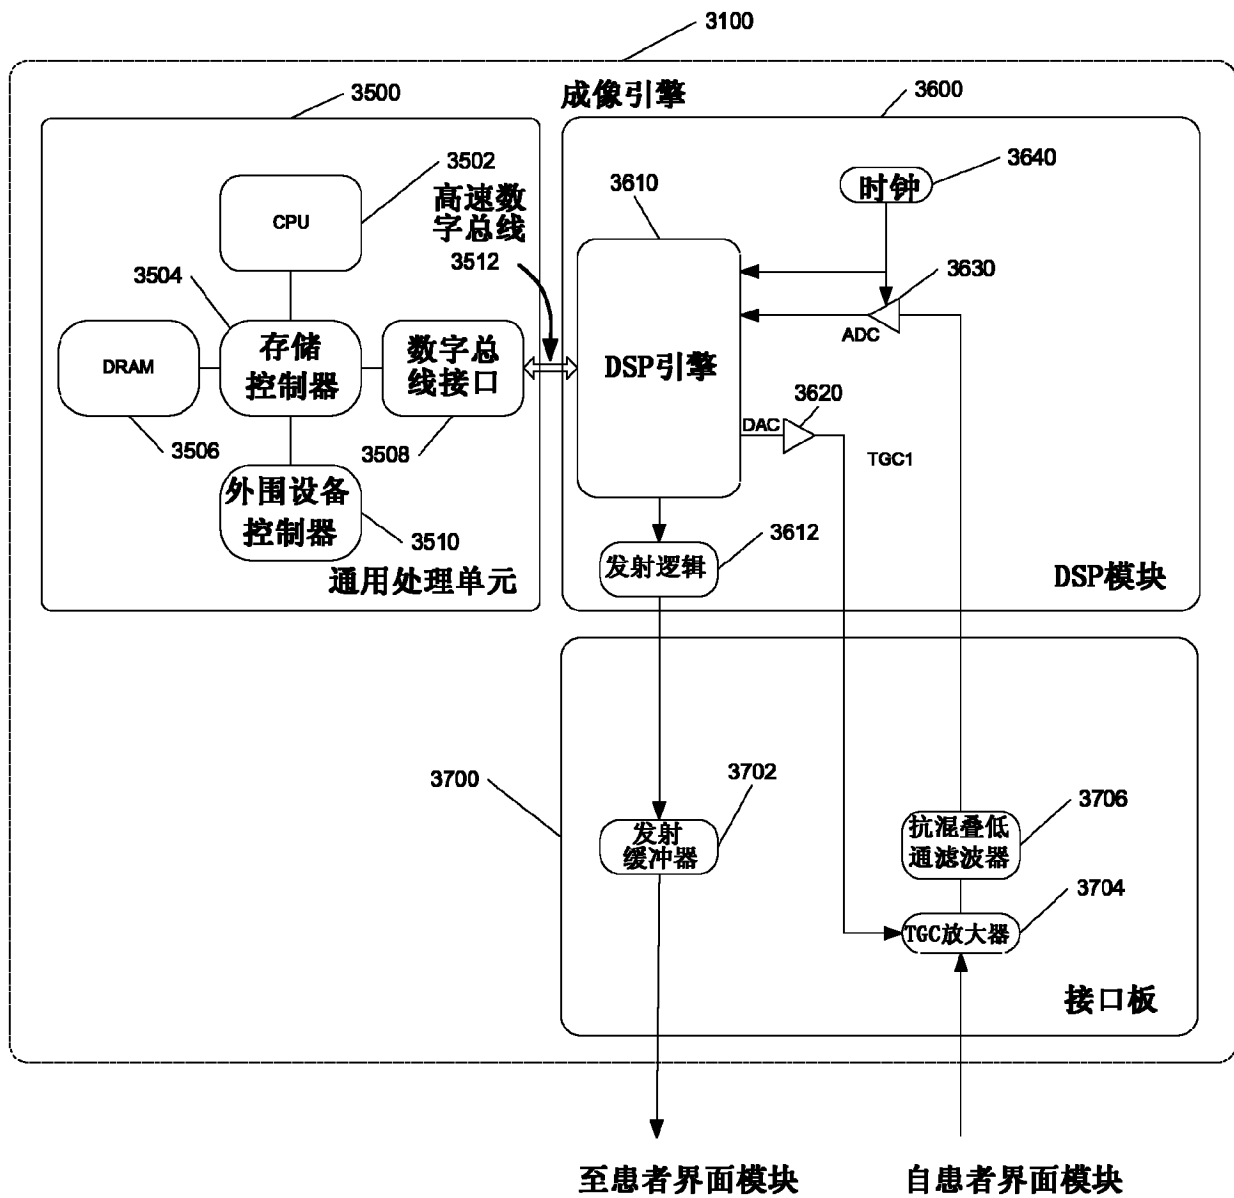 3100
成像引擎
3500
3600
3502
高速数
字总线
3512
3610
时钟
3640
CPU
3504
3630
ADC
DRAM
存储
控制器
数字总
线接口
DSP引擎
3506
3508
DAC
3620
TGC1
外围设备
控制器
3510
3612
发射逻辑
通用处理单元
DSP模块
3700
3702
3706
发射
缓冲器
抗混叠低
通滤波器
3704
TGC放大器
接口板
至患者界面模块
自患者界面模块